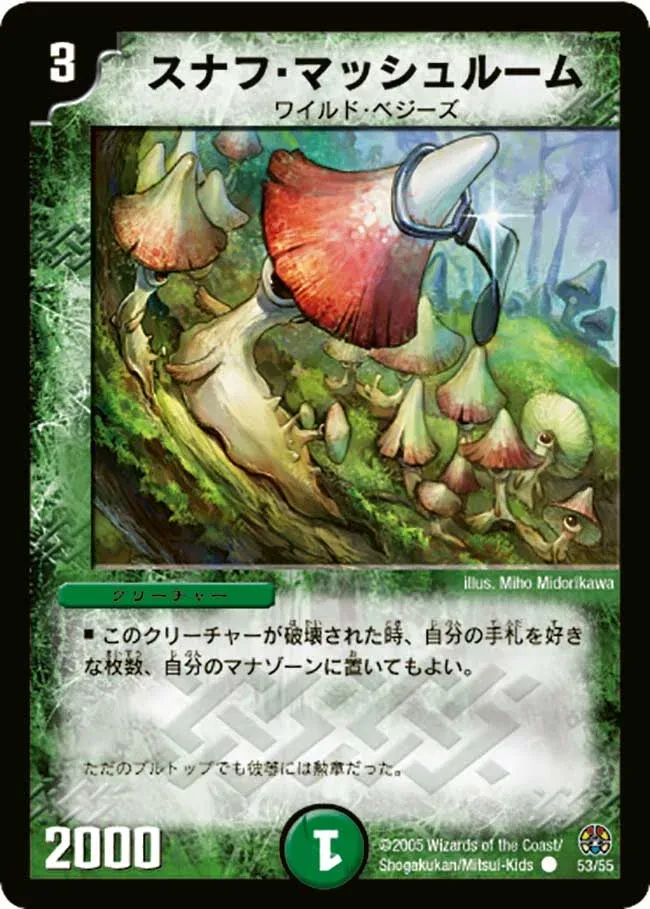 3
スナフ・マッシュルーム
ワイルド・ベジーズ
illus. Miho Midorikawa
クリーチャー
■ このクリーチャーが破壊された時、自分の手札を好き
な枚数、自分のマナゾーンに置いてもよい。
ただのプルトップでも彼等には勲章だった。
2000
1
©2005 Wizards of the Coast/
Shogakukan/Mitsui-Kids
53/55